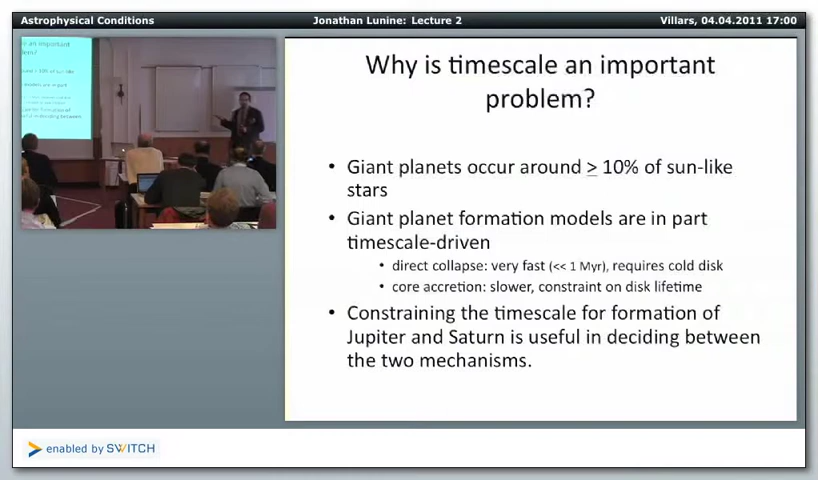 Astrophysical Conditions
Jonathan Lunine: Lecture 2
Villars, 04.04.2011 17:00
Why is timescale an important
problem?
• Giant planets occur around ≥ 10% of sun-like
stars
• Giant planet formation models are in part
timescale-driven
• direct collapse: very fast (<< 1 Myr), requires cold disk
• core accretion: slower, constraint on disk lifetime
• Constraining the timescale for formation of
Jupiter and Saturn is useful in deciding between
the two mechanisms.
enabled by SWITCH